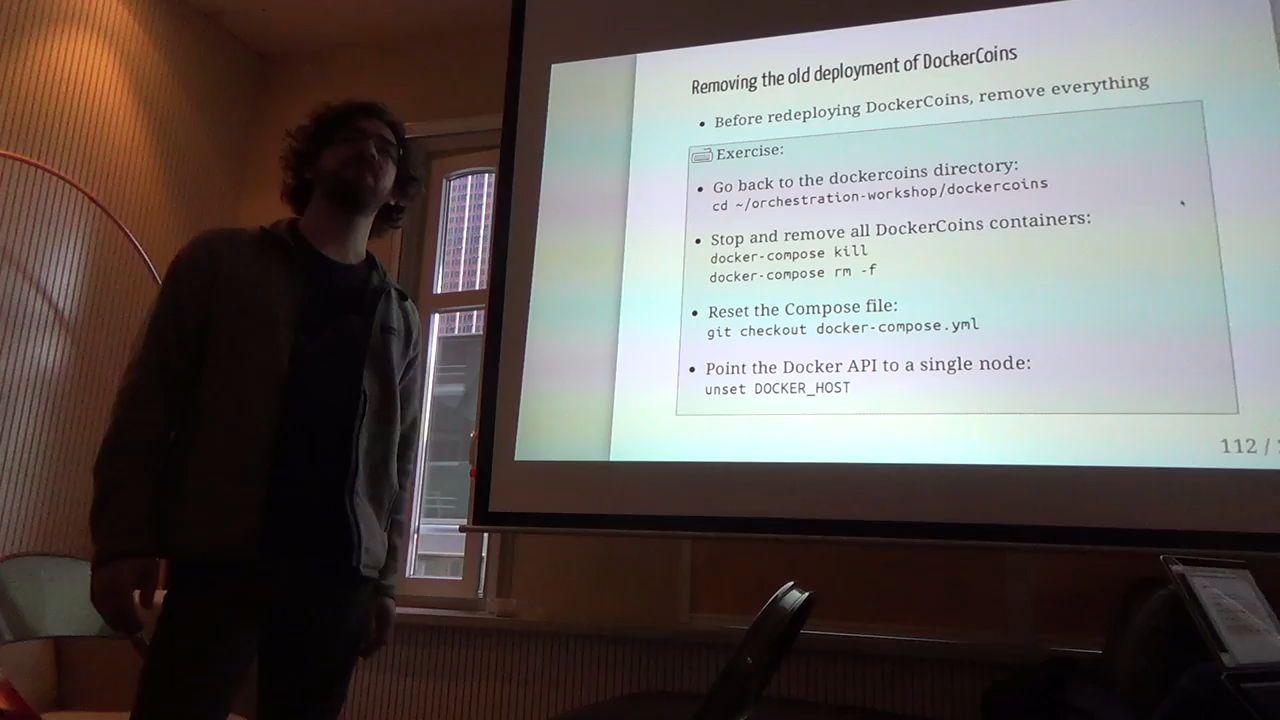 Removing the old deployment of DockerCoins
• Before redeploying DockerCoins, remove everything
Exercise:
• Go back to the dockercoins directory:
cd ~/orchestration-workshop/dockercoins
• Stop and remove all DockerCoins containers:
docker-compose kill
docker-compose rm -f
• Reset the Compose file:
git checkout docker-compose.yml
• Point the Docker API to a single node:
unset DOCKER_HOST
112 /